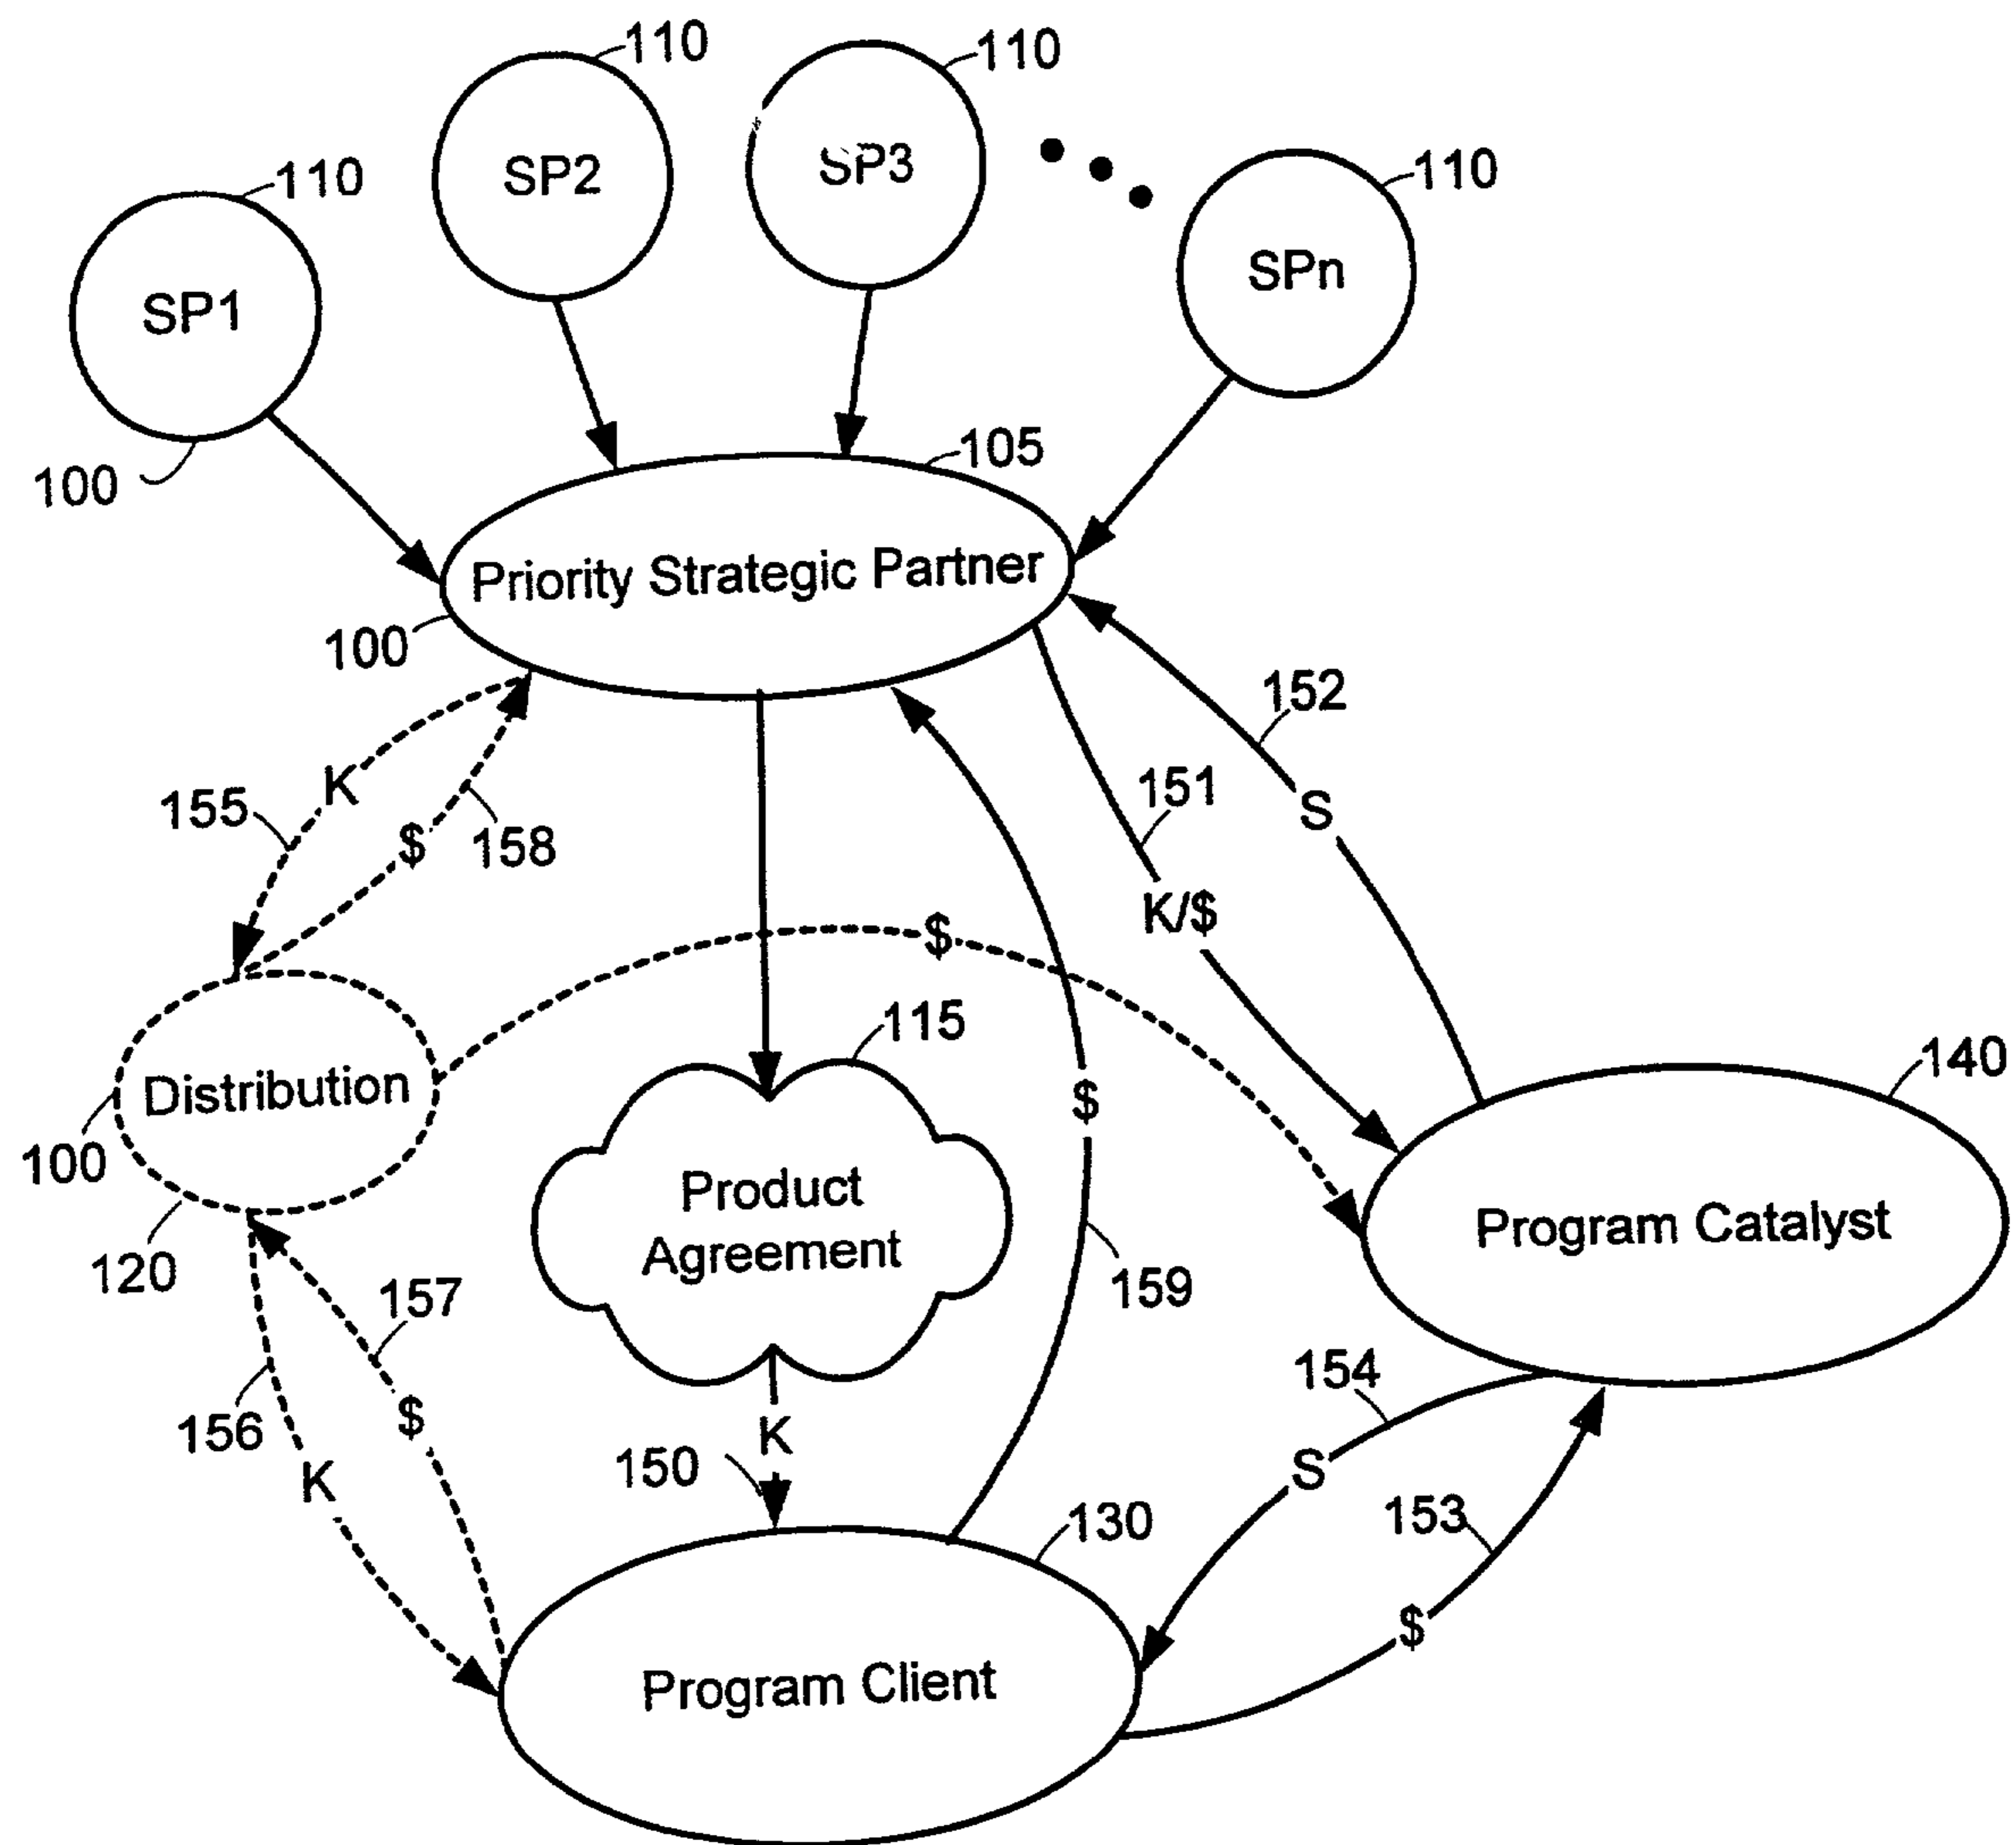 110
110
110
110
SP1
SP2
SP3
SPn
100
105
Priority Strategic Partner
100
152
151
155
K
S
$
158
K/$
$
115
140
Distribution
$
100
Product
Agreement
Program Catalyst
120
157
159
156
$
154
K
K
S
150
130
153
$
Program Client